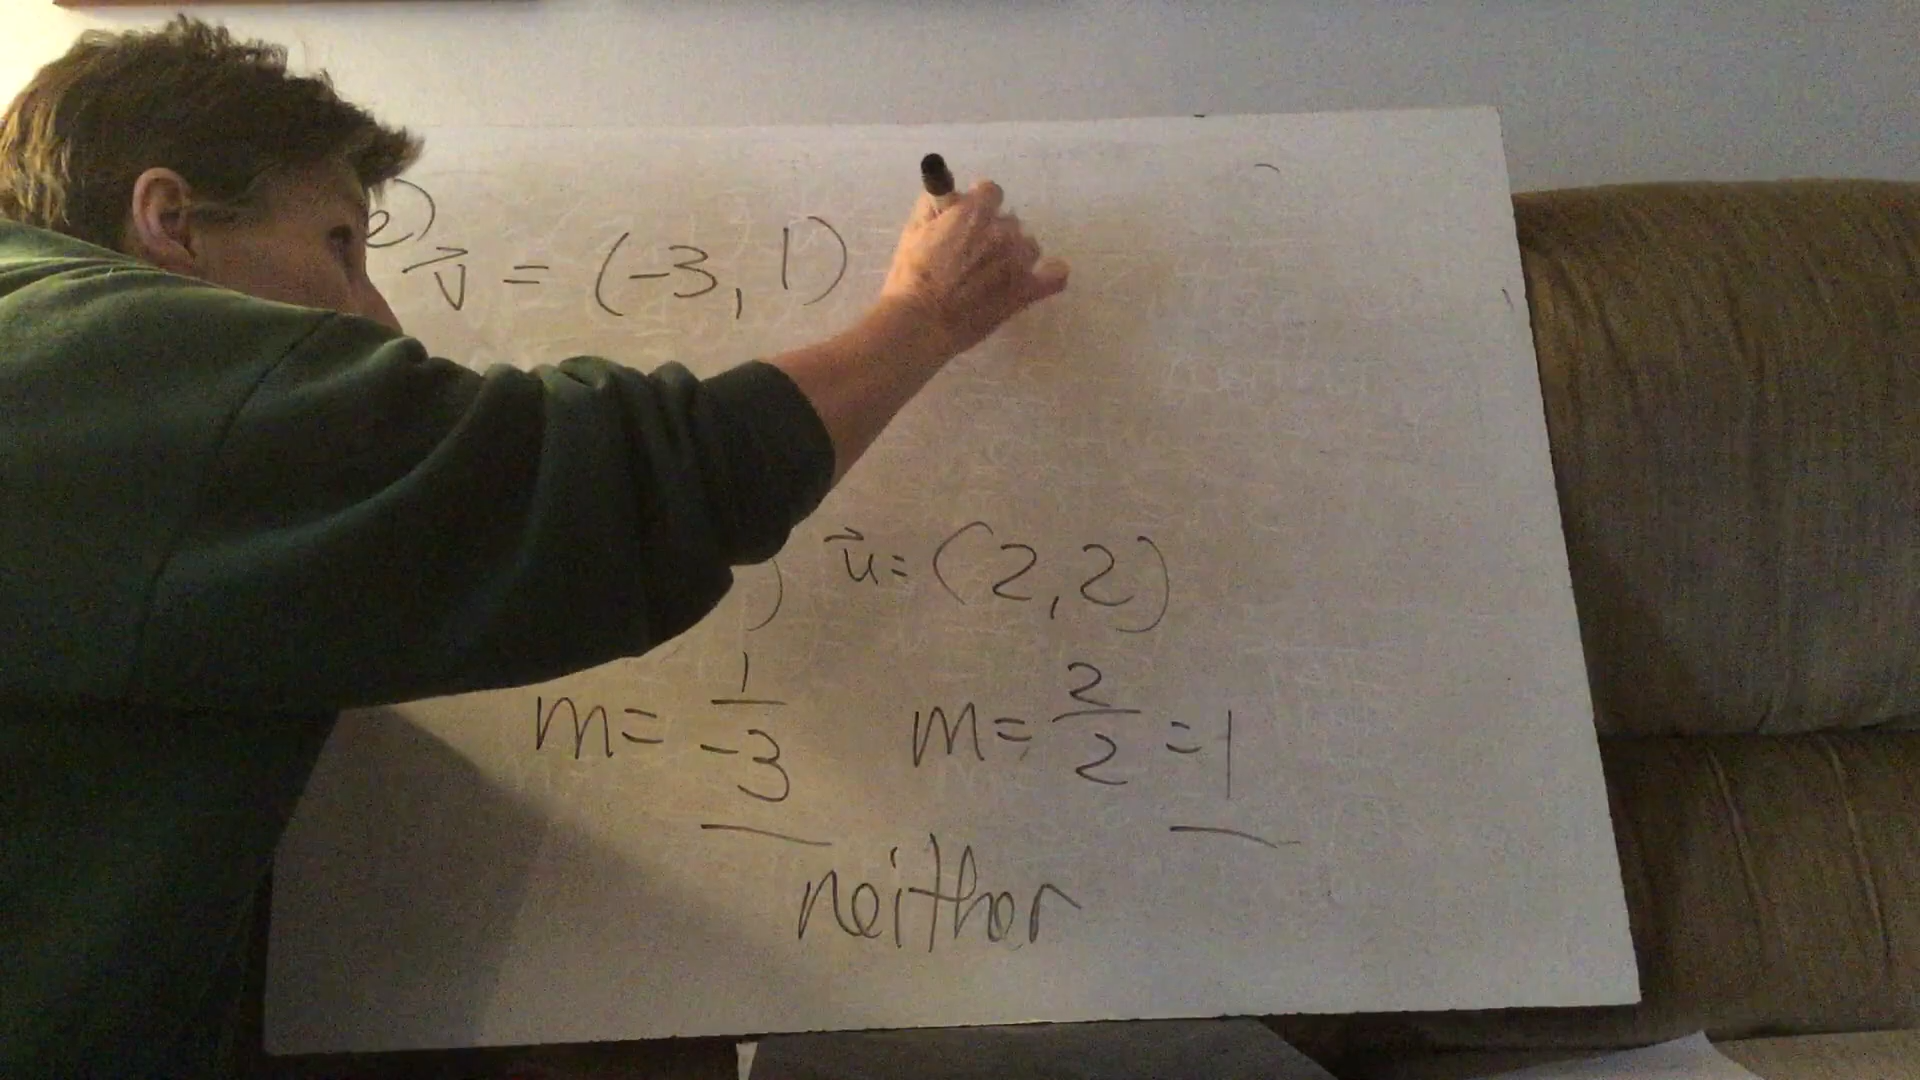 e)
v⃗ = (-3, 1)
) u⃗ = (2, 2)
m = 1/-3 m = 2/2 = 1
neither